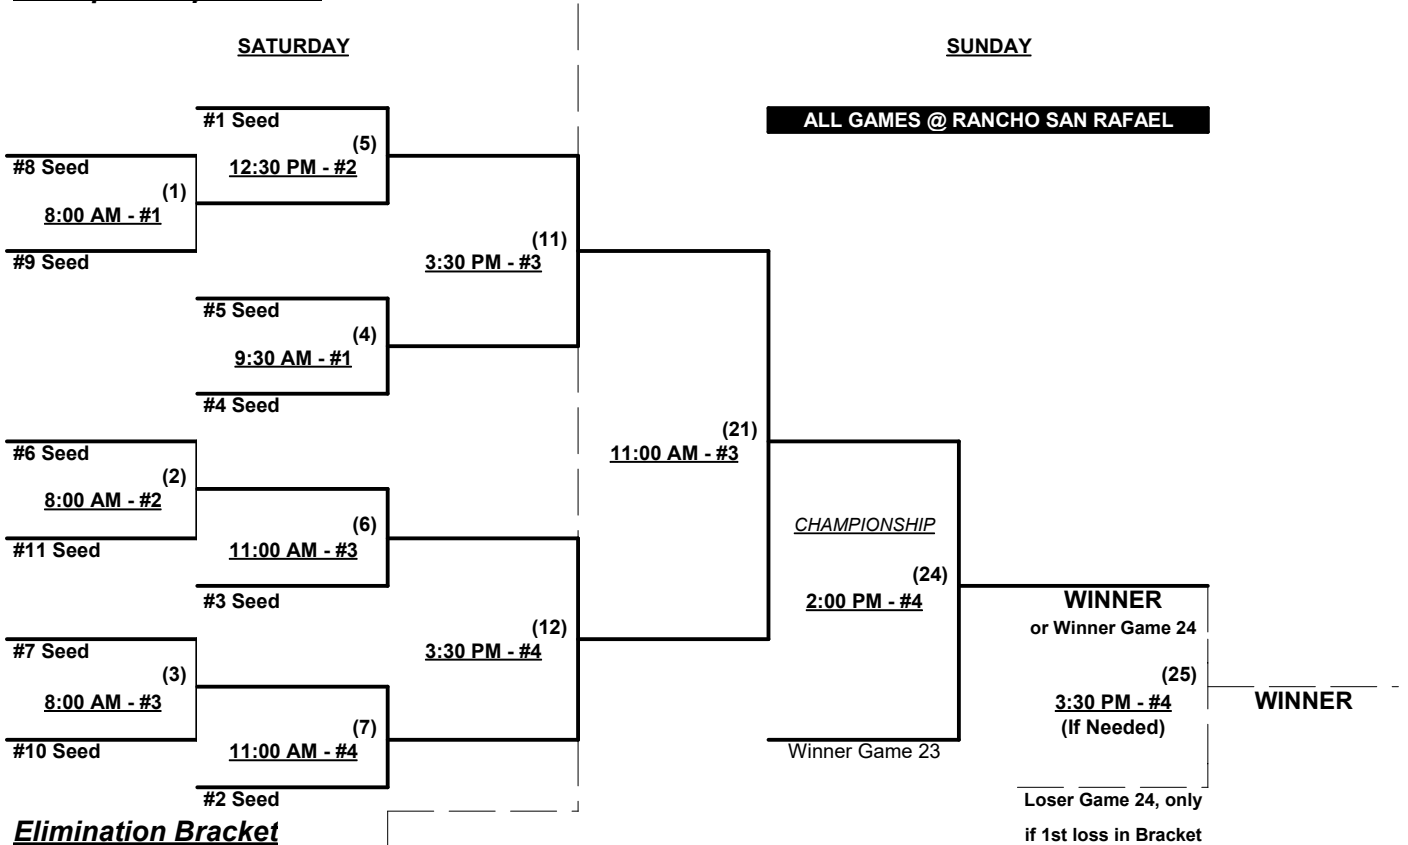 SATURDAY
SUNDAY
#1 Seed
ALL GAMES @ RANCHO SAN RAFAEL
(5)
12:30 PM - #2
#8 Seed
(1)
8:00 AM - #1
#9 Seed
(11)
3:30 PM - #3
#5 Seed
(4)
9:30 AM - #1
#4 Seed
#6 Seed
(2)
8:00 AM - #2
#11 Seed
(21)
11:00 AM - #3
(6)
11:00 AM - #3
#3 Seed
CHAMPIONSHIP
(24)
2:00 PM - #4
WINNER
or Winner Game 24
#7 Seed
(3)
8:00 AM - #3
#10 Seed
(12)
3:30 PM - #4
(7)
11:00 AM - #4
#2 Seed
(25)
3:30 PM - #4
(If Needed)
WINNER
Winner Game 23
Loser Game 24, only
if 1st loss in Bracket
Elimination Bracket